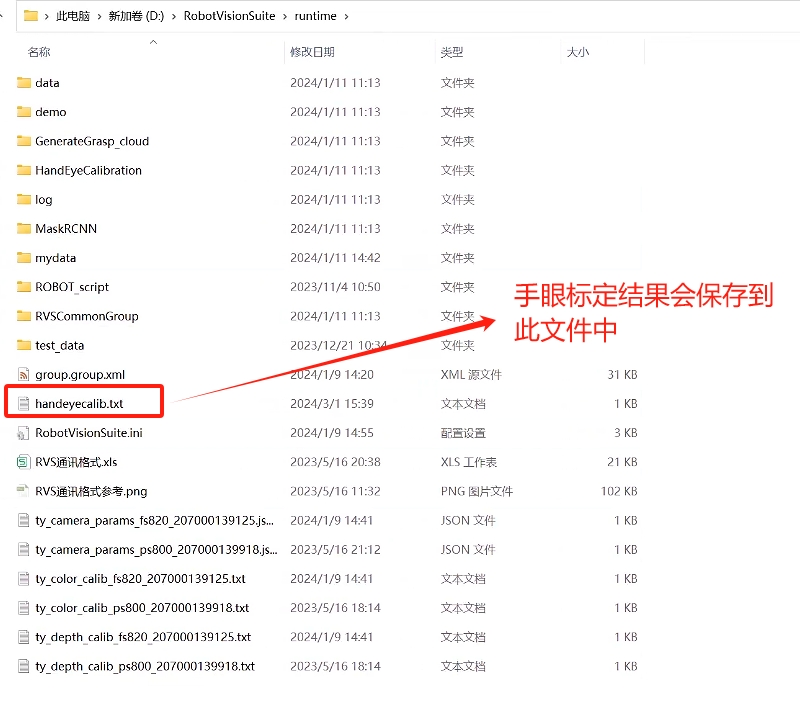 此电脑 › 新加卷 (D:) › RobotVisionSuite › runtime ›
名称 修改日期 类型 大小
data 2024/1/11 11:13 文件夹
demo 2024/1/11 11:13 文件夹
GenerateGrasp_cloud 2024/1/11 11:13 文件夹
HandEyeCalibration 2024/1/11 11:13 文件夹
log 2024/1/11 11:13 文件夹
MaskRCNN 2024/1/11 11:13 文件夹
mydata 2024/1/11 14:42 文件夹
ROBOT_script 2023/11/4 10:50 文件夹
手眼标定结果会保存到
此文件中
RVSCommonGroup 2024/1/11 11:13 文件夹
test_data 2023/12/21 10:34 文件夹
group.group.xml 2024/1/9 14:20 XML 源文件 31 KB
handeyecalib.txt 2024/3/1 15:39 文本文档 1 KB
RobotVisionSuite.ini 2024/1/9 14:55 配置设置 3 KB
RVS通讯格式.xls 2023/5/16 20:38 XLS 工作表 21 KB
RVS通讯格式参考.png 2023/5/16 11:32 PNG 图片文件 102 KB
ty_camera_params_fs820_207000139125.js... 2024/1/9 14:41 JSON 文件 1 KB
ty_camera_params_ps800_207000139918.js... 2023/5/16 21:12 JSON 文件 1 KB
ty_color_calib_fs820_207000139125.txt 2024/1/9 14:41 文本文档 1 KB
ty_color_calib_ps800_207000139918.txt 2023/5/16 18:14 文本文档 1 KB
ty_depth_calib_fs820_207000139125.txt 2024/1/9 14:41 文本文档 1 KB
ty_depth_calib_ps800_207000139918.txt 2023/5/16 18:14 文本文档 1 KB